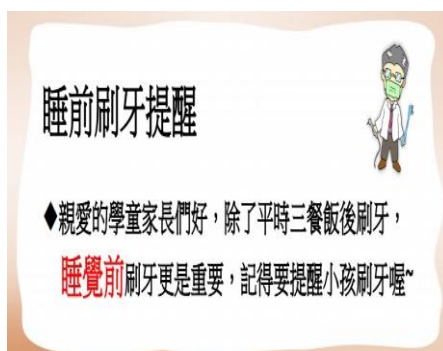 睡前刷牙提醒
◆親愛的學童家長們好，除了平時三餐飯後刷牙，
睡覺前刷牙更是重要，記得要提醒小孩刷牙喔~